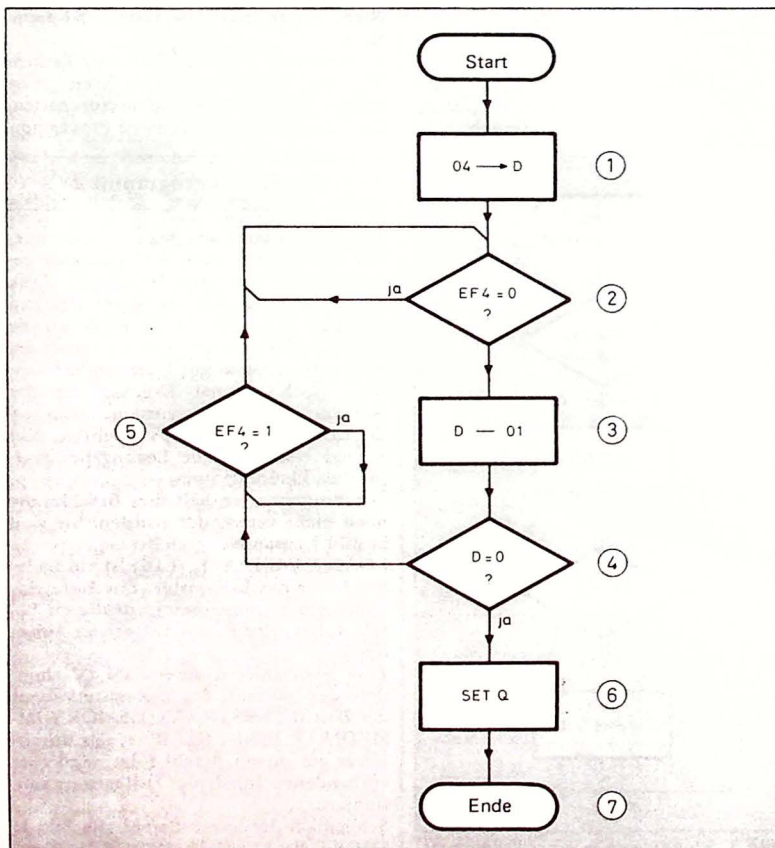 Start
04 → D
①
EF4 = 0
?
ja
②
D — 01
③
⑤
EF4 = 1
?
ja
D = 0
?
④
ja
SET Q
⑥
Ende
⑦